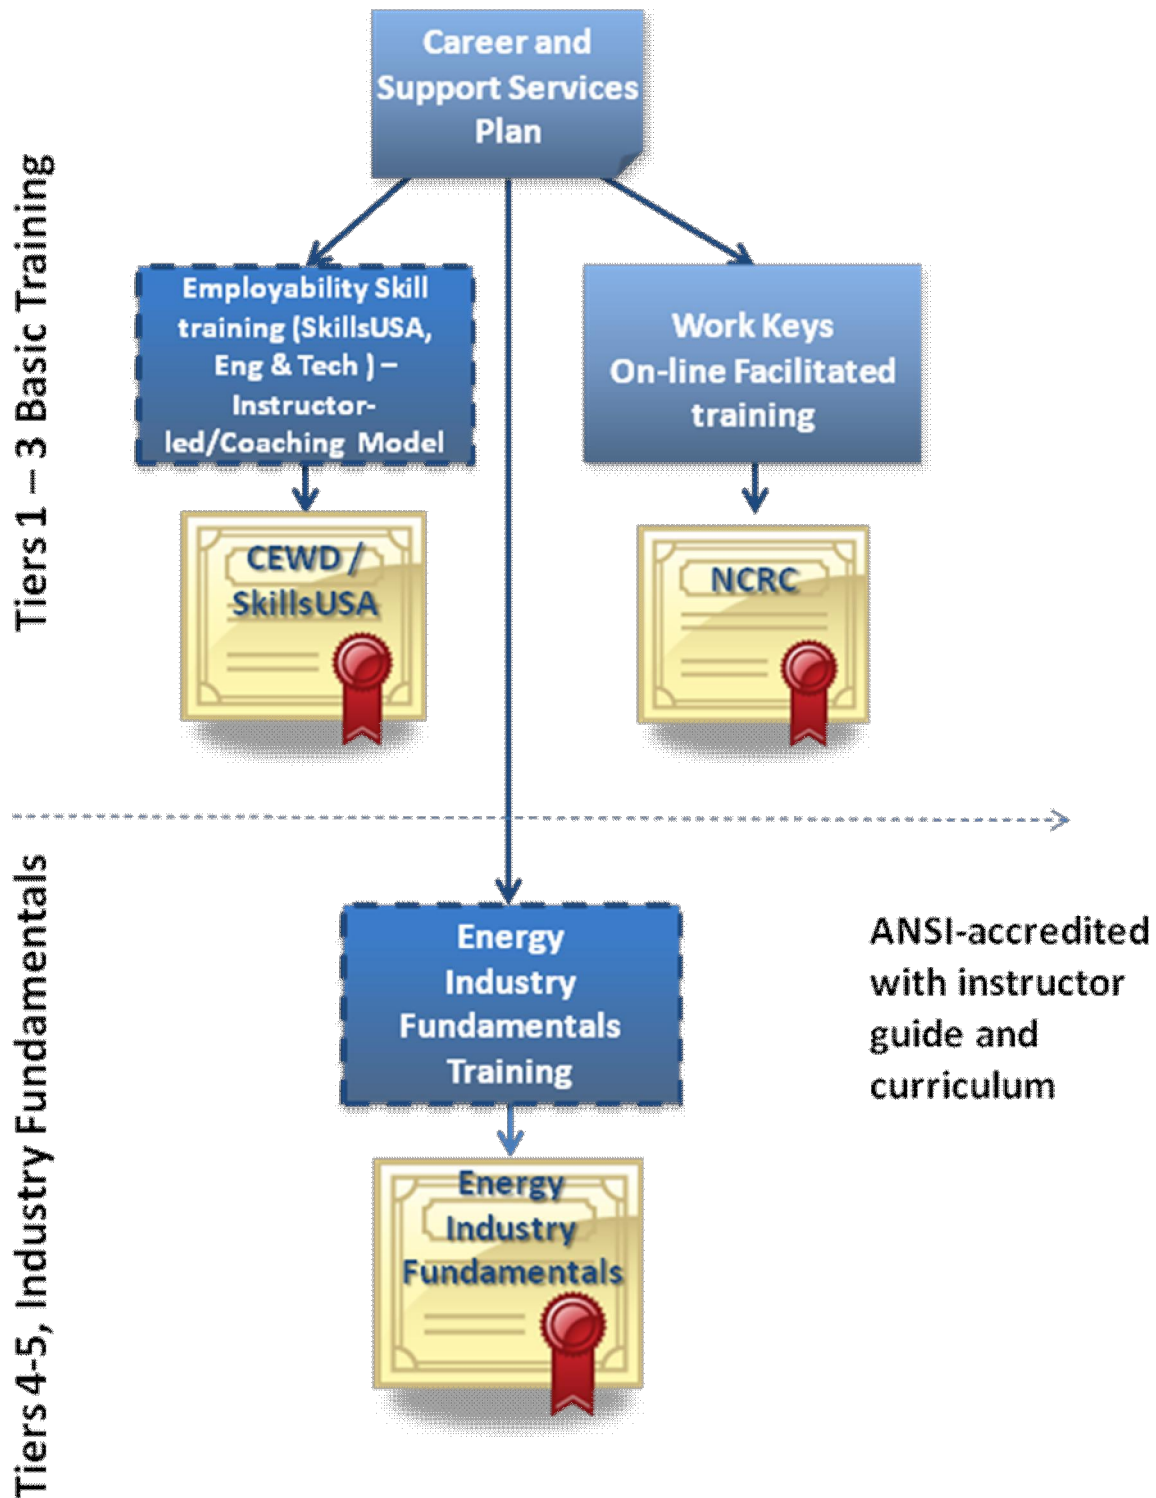 Career and
Support Services
Plan
Tiers 1 – 3 Basic Training
Employability Skill
training (SkillsUSA,
Eng & Tech ) –
Instructor-
led/Coaching Model
Work Keys
On-line Facilitated
training
CEWD /
SkillsUSA
NCRC
Tiers 4-5, Industry Fundamentals
Energy
Industry
Fundamentals
Training
ANSI-accredited
with instructor
guide and
curriculum
Energy
Industry
Fundamentals